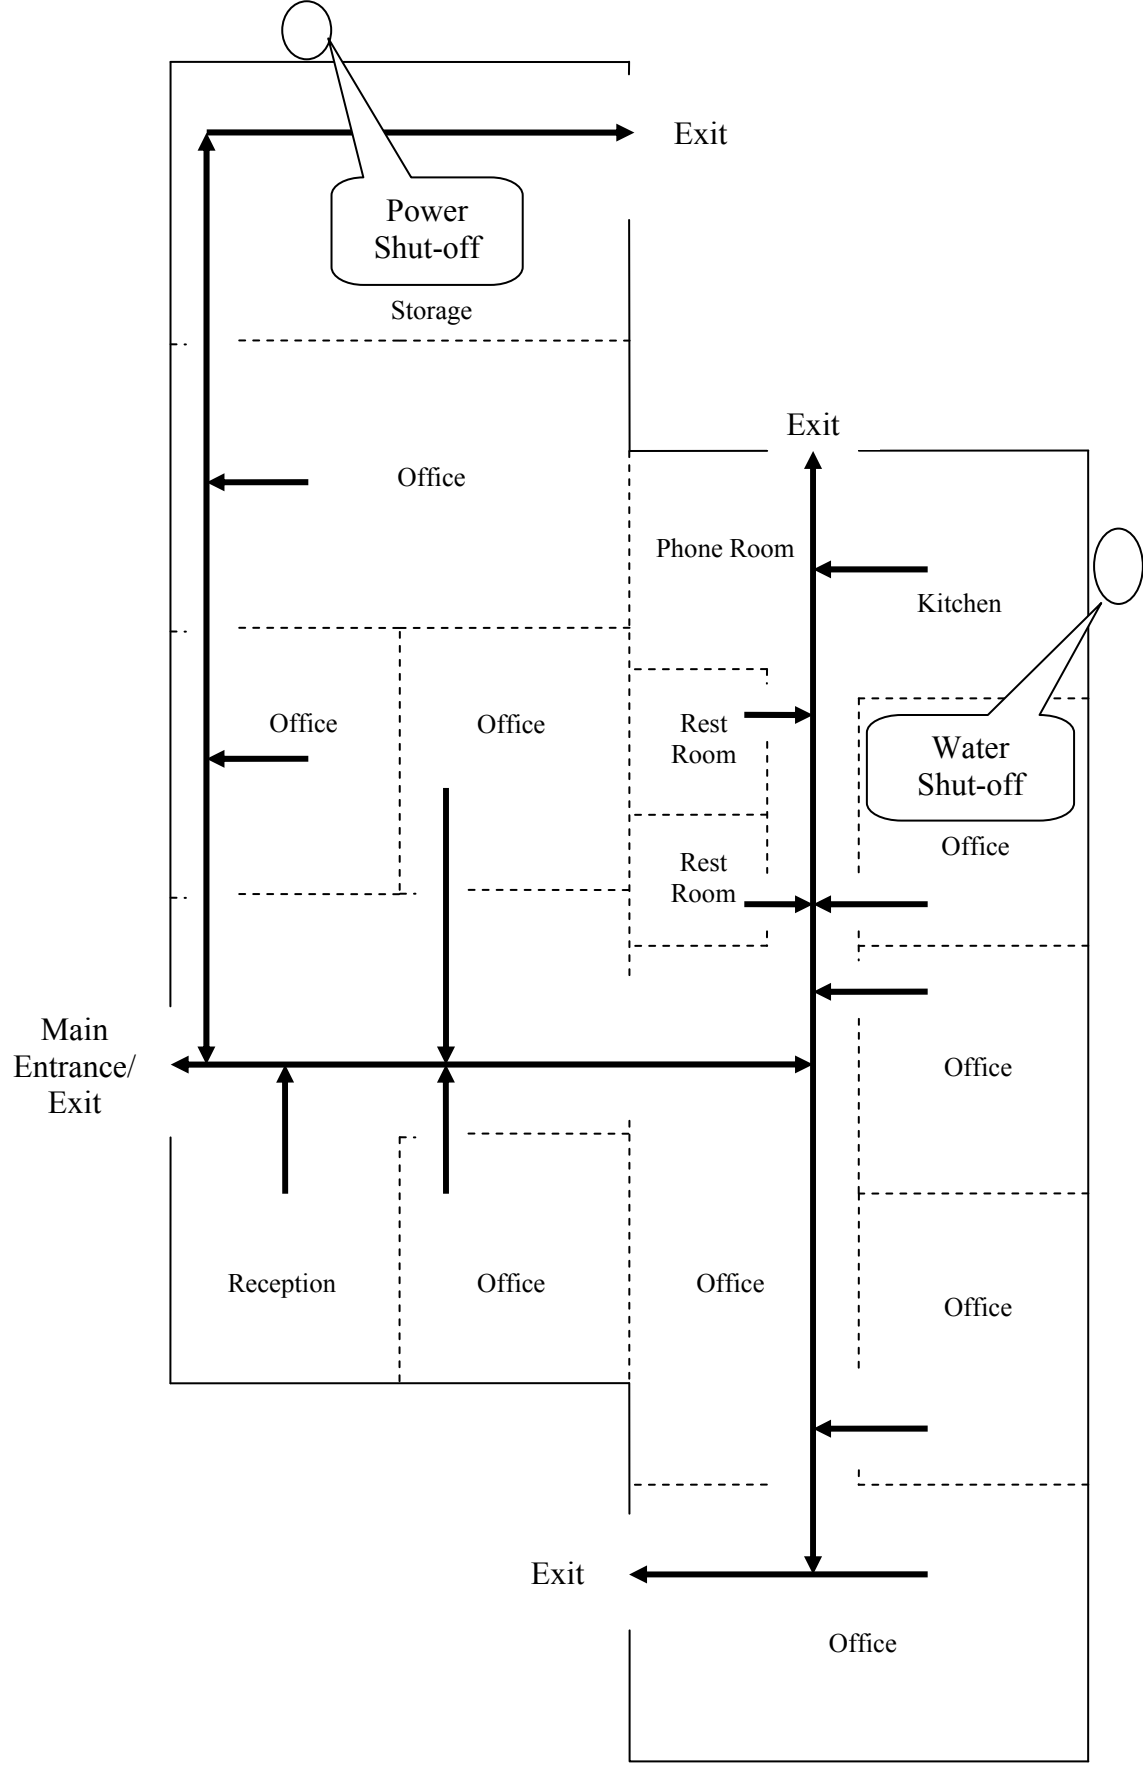 Exit
Power
Shut-off
Storage
Exit
Office
Phone Room
Kitchen
Office
Office
Rest
Room
Water
Shut-off
Office
Rest
Room
Main
Entrance/
Exit
Office
Reception
Office
Office
Office
Exit
Office